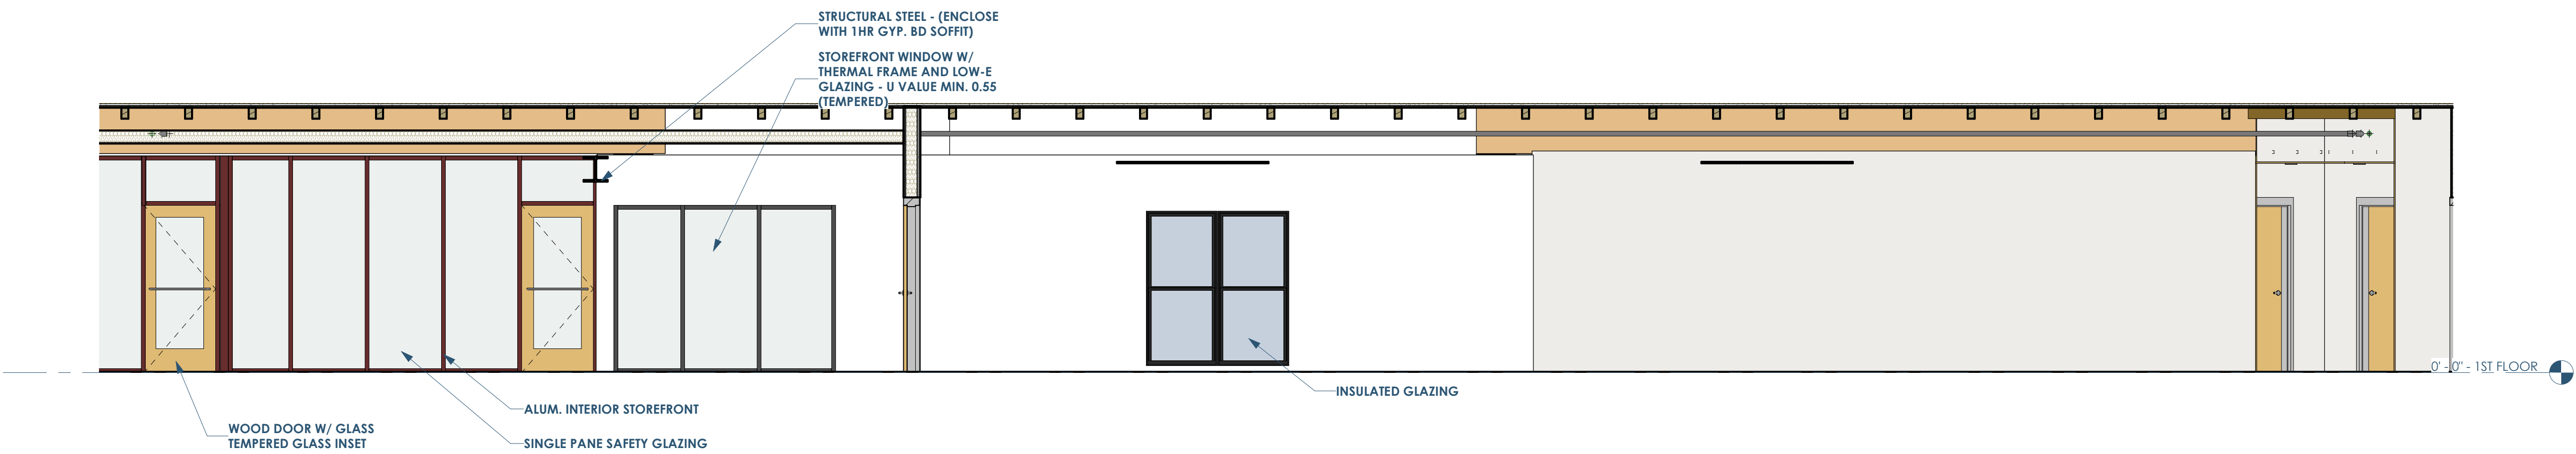 STRUCTURAL STEEL - (ENCLOSE
WITH 1HR GYP. BD SOFFIT)
STOREFRONT WINDOW W/
THERMAL FRAME AND LOW-E
GLAZING - U VALUE MIN. 0.55
(TEMPERED)
0' - 0" - 1ST FLOOR
INSULATED GLAZING
ALUM. INTERIOR STOREFRONT
WOOD DOOR W/ GLASS
TEMPERED GLASS INSET
SINGLE PANE SAFETY GLAZING